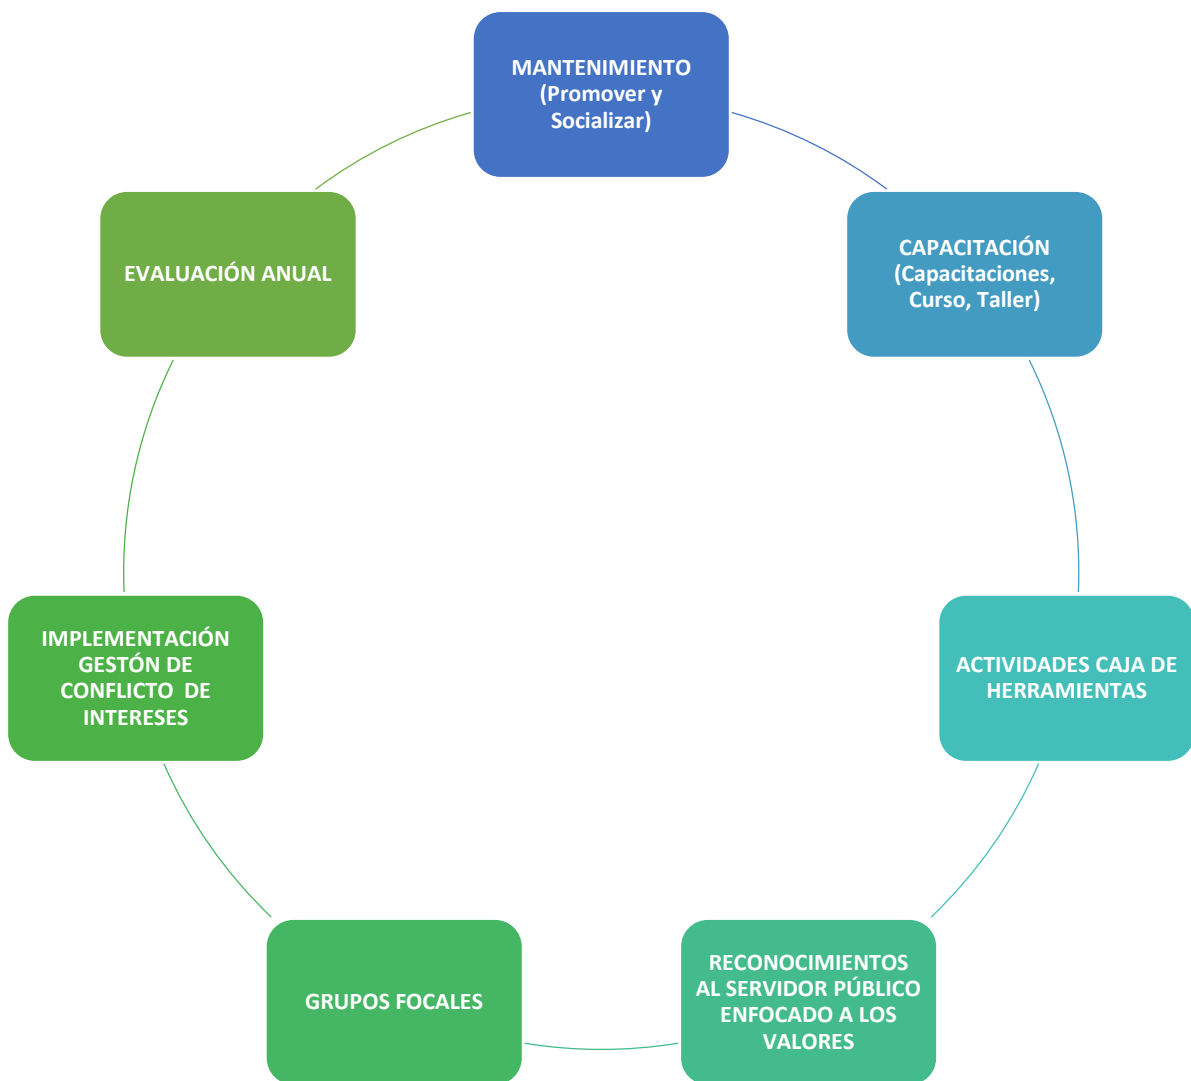 MANTENIMIENTO
(Promover y
Socializar)
CAPACITACIÓN
(Capacitaciones,
Curso, Taller)
ACTIVIDADES CAJA DE
HERRAMIENTAS
RECONOCIMIENTOS
AL SERVIDOR PÚBLICO
ENFOCADO A LOS
VALORES
GRUPOS FOCALES
IMPLEMENTACIÓN
GESTÓN DE
CONFLICTO  DE
INTERESES
EVALUACIÓN ANUAL